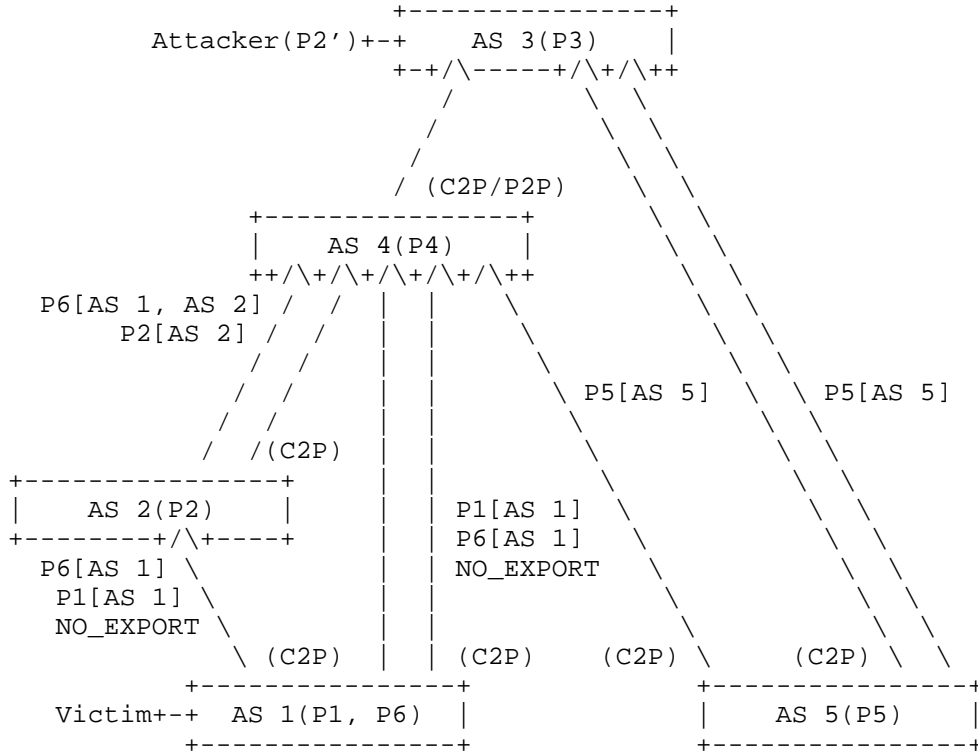 Attacker(P2') AS 3(P3)
(C2P/P2P)
AS 4(P4)
P6[AS 1, AS 2]
P2[AS 2]
P5[AS 5] P5[AS 5]
(C2P)
AS 2(P2) P1[AS 1]
P6[AS 1]
P6[AS 1] NO_EXPORT
P1[AS 1]
NO_EXPORT
(C2P) (C2P) (C2P) (C2P)
Victim AS 1(P1, P6) AS 5(P5)